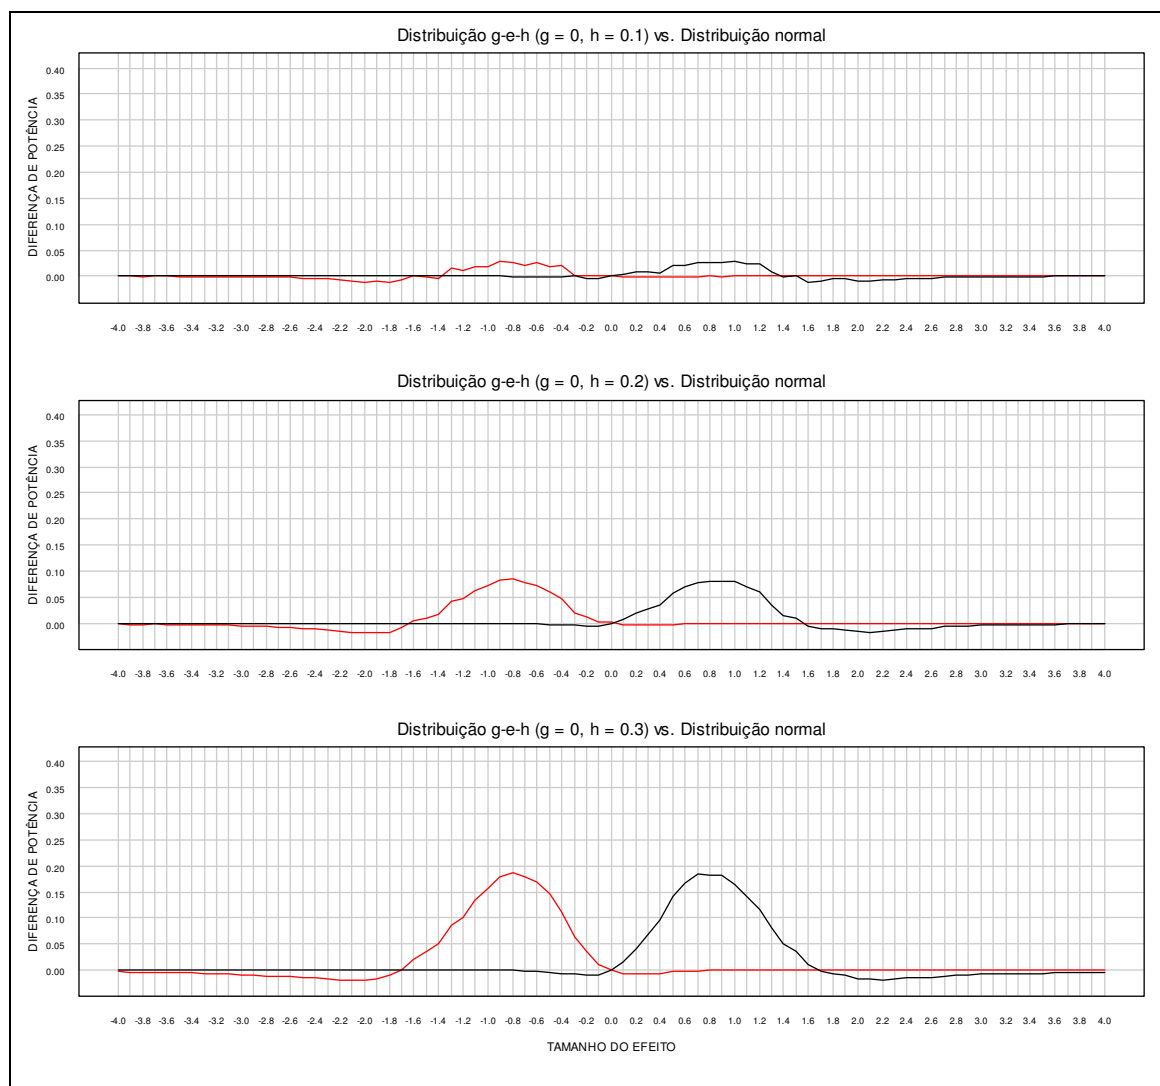 Distribuição g-e-h (g = 0, h = 0.1) vs. Distribuição normal
DIFERENÇA DE POTÊNCIA
0.40
0.35
0.30
0.25
0.20
0.15
0.10
0.05
0.00
-4.0 -3.8 -3.6 -3.4 -3.2 -3.0 -2.8 -2.6 -2.4 -2.2 -2.0 -1.8 -1.6 -1.4 -1.2 -1.0 -0.8 -0.6 -0.4 -0.2 0.0 0.2 0.4 0.6 0.8 1.0 1.2 1.4 1.6 1.8 2.0 2.2 2.4 2.6 2.8 3.0 3.2 3.4 3.6 3.8 4.0
Distribuição g-e-h (g = 0, h = 0.2) vs. Distribuição normal
DIFERENÇA DE POTÊNCIA
0.40
0.35
0.30
0.25
0.20
0.15
0.10
0.05
0.00
-4.0 -3.8 -3.6 -3.4 -3.2 -3.0 -2.8 -2.6 -2.4 -2.2 -2.0 -1.8 -1.6 -1.4 -1.2 -1.0 -0.8 -0.6 -0.4 -0.2 0.0 0.2 0.4 0.6 0.8 1.0 1.2 1.4 1.6 1.8 2.0 2.2 2.4 2.6 2.8 3.0 3.2 3.4 3.6 3.8 4.0
Distribuição g-e-h (g = 0, h = 0.3) vs. Distribuição normal
DIFERENÇA DE POTÊNCIA
0.40
0.35
0.30
0.25
0.20
0.15
0.10
0.05
0.00
-4.0 -3.8 -3.6 -3.4 -3.2 -3.0 -2.8 -2.6 -2.4 -2.2 -2.0 -1.8 -1.6 -1.4 -1.2 -1.0 -0.8 -0.6 -0.4 -0.2 0.0 0.2 0.4 0.6 0.8 1.0 1.2 1.4 1.6 1.8 2.0 2.2 2.4 2.6 2.8 3.0 3.2 3.4 3.6 3.8 4.0
TAMANHO DO EFEITO